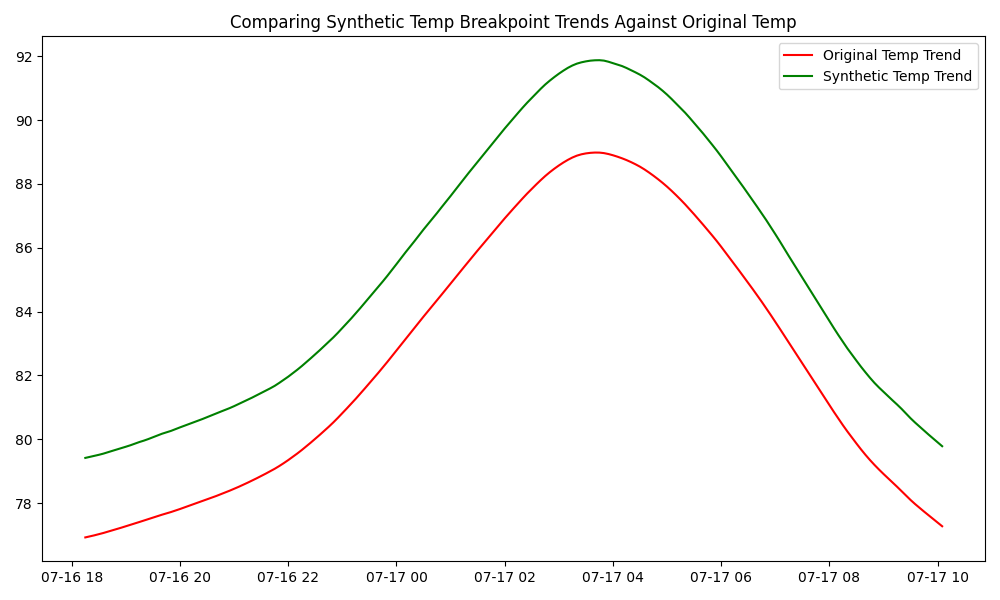 Comparing Synthetic Temp Breakpoint Trends Against Original Temp
Original Temp Trend
Synthetic Temp Trend
92
90
88
86
84
82
80
78
07-16 18 07-16 20 07-16 22 07-17 00 07-17 02 07-17 04 07-17 06 07-17 08 07-17 10